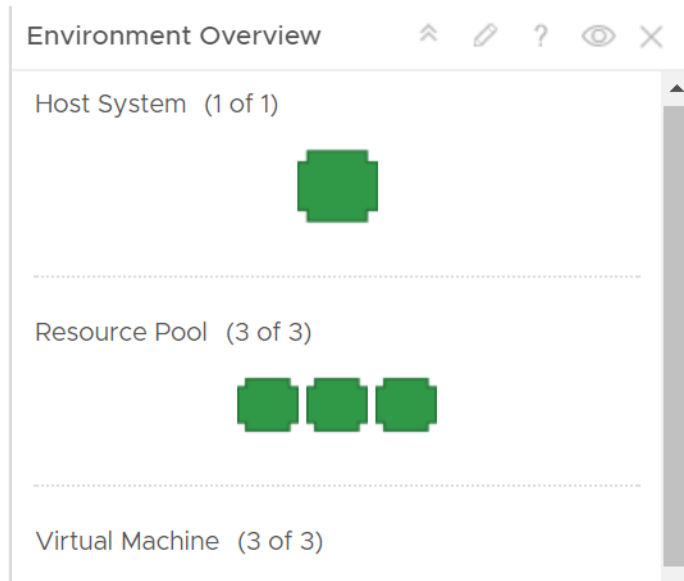 Environment Overview ?
Host System (1 of 1)
Resource Pool (3 of 3)
Virtual Machine (3 of 3)